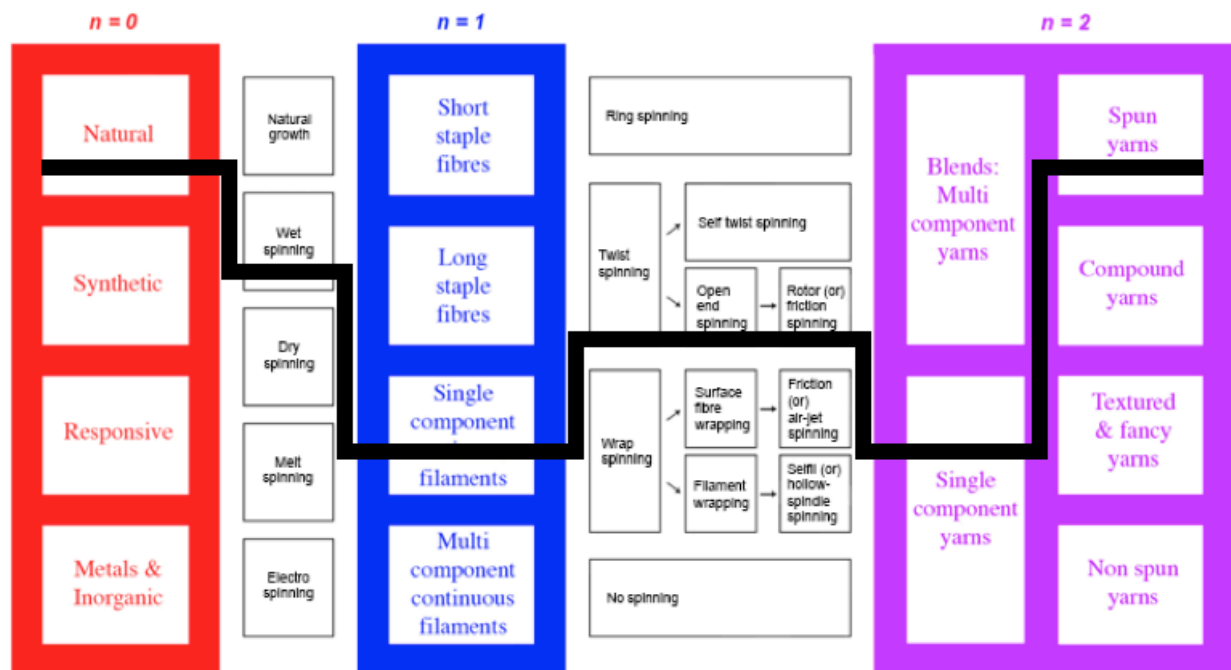 n = 0
n = 1
n = 2
Natural
Synthetic
Responsive
Metals &
Inorganic
Natural
growth
Wet
spinning
Dry
spinning
Melt
spinning
Electro
spinning
Short
staple
fibres
Long
staple
fibres
Single
component
filaments
Multi
component
continuous
filaments
Ring spinning
Twist
spinning
Self twist spinning
Open
end
spinning
Rotor (or)
friction
spinning
Wrap
spinning
Surface
fibre
wrapping
Friction
(or)
air-jet
spinning
Filament
wrapping
Selfil (or)
hollow-
spindle
spinning
No spinning
Blends:
Multi
component
yarns
Single
component
yarns
Spun
yarns
Compound
yarns
Textured
& fancy
yarns
Non spun
yarns